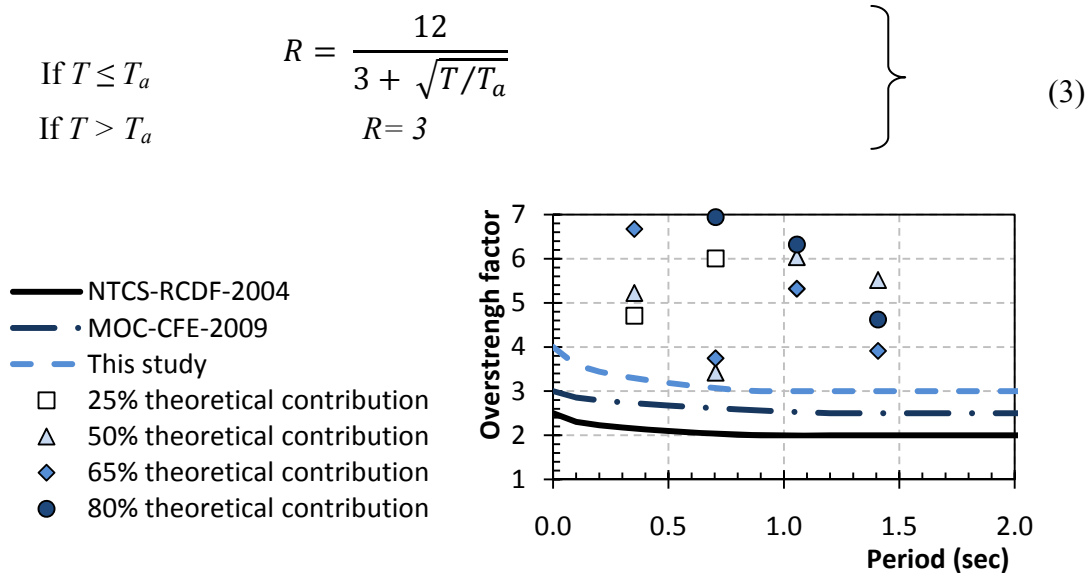 If T ≤ Tₐ
R = 12 / (3 + √(T/Tₐ))
If T > Tₐ
R= 3
(3)
NTCS-RCDF-2004
MOC-CFE-2009
This study
25% theoretical contribution
50% theoretical contribution
65% theoretical contribution
80% theoretical contribution
Overstrengh factor
7
6
5
4
3
2
1
0.0 0.5 1.0 1.5 2.0
Period (sec)